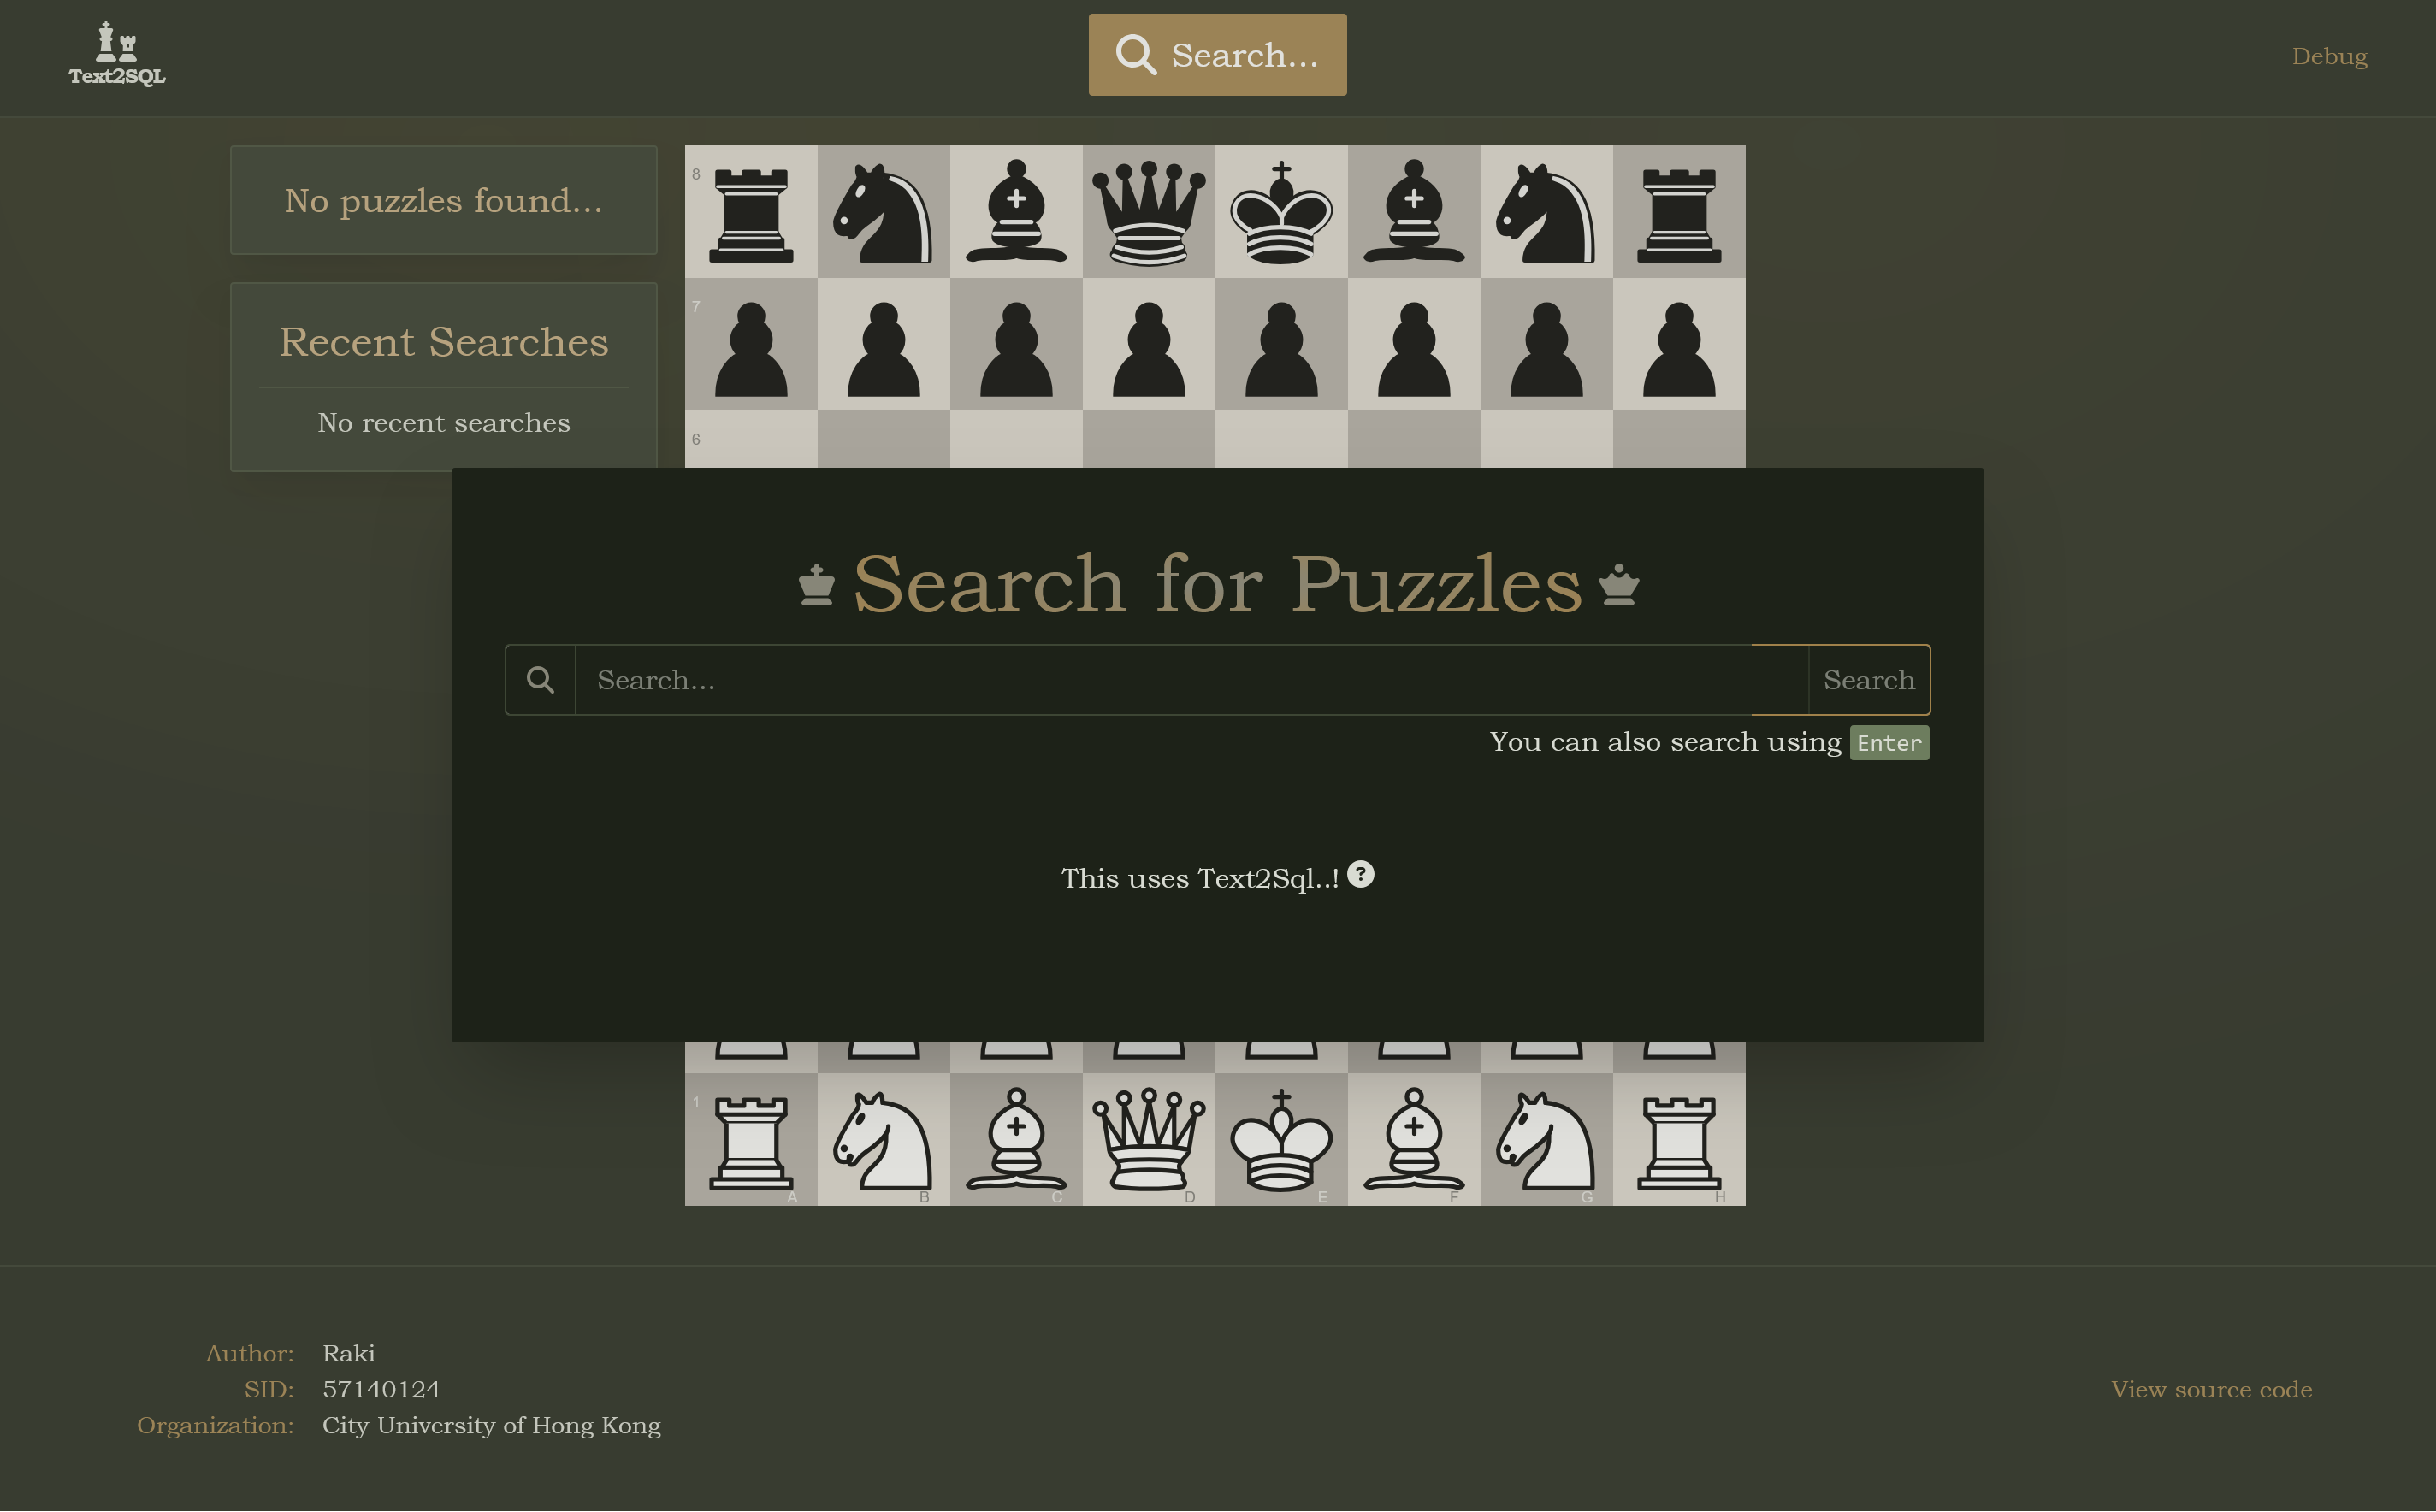 Text2SQL
Search...
Debug
No puzzles found...
Recent Searches
No recent searches
8
7
6
Search for Puzzles
Search...
Search
You can also search using Enter
This uses Text2Sql..! ?
1
A B C D E F G H
Author: Raki
SID: 57140124
Organization: City University of Hong Kong
View source code